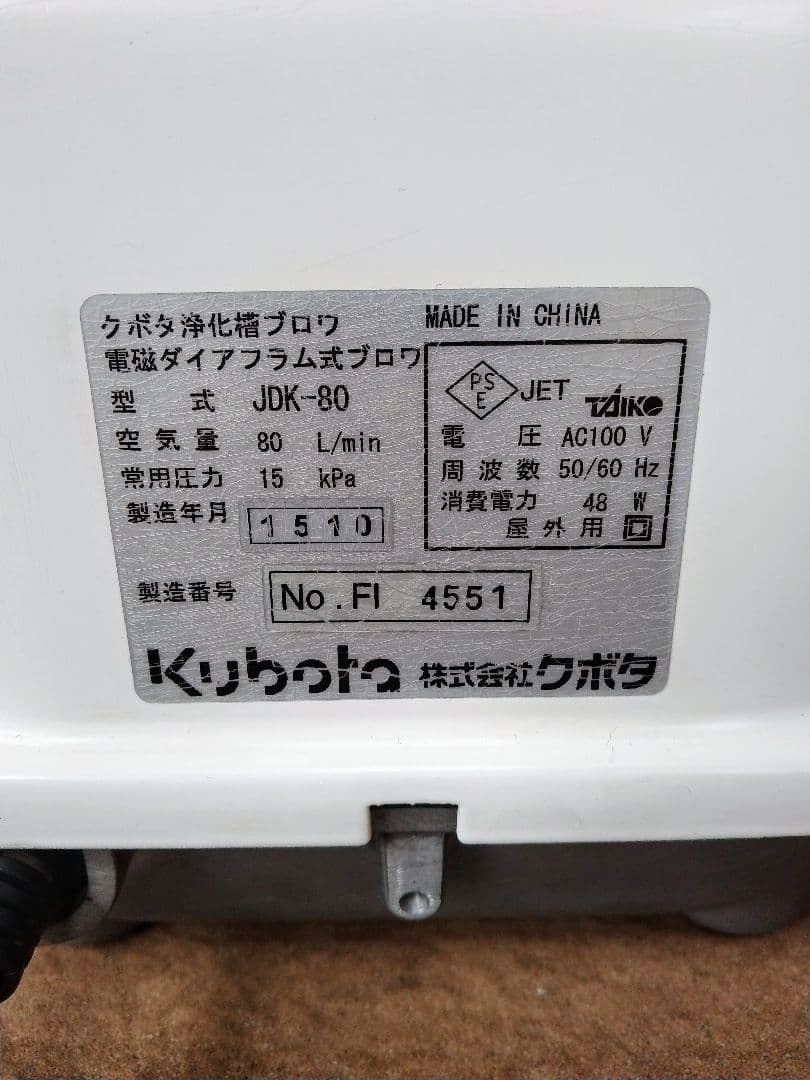 クボタ浄化槽ブロワ
電磁ダイアフラム式ブロワ
型 式 JDK-80
空気量 80 L/min
常用圧力 15 kPa
製造年月 1510
製造番号 No.FI 4551
MADE IN CHINA
PSE JET TAIKO
電 圧 AC100 V
周波数 50/60 Hz
消費電力 48 W
屋外用
Kubota 株式会社クボタ